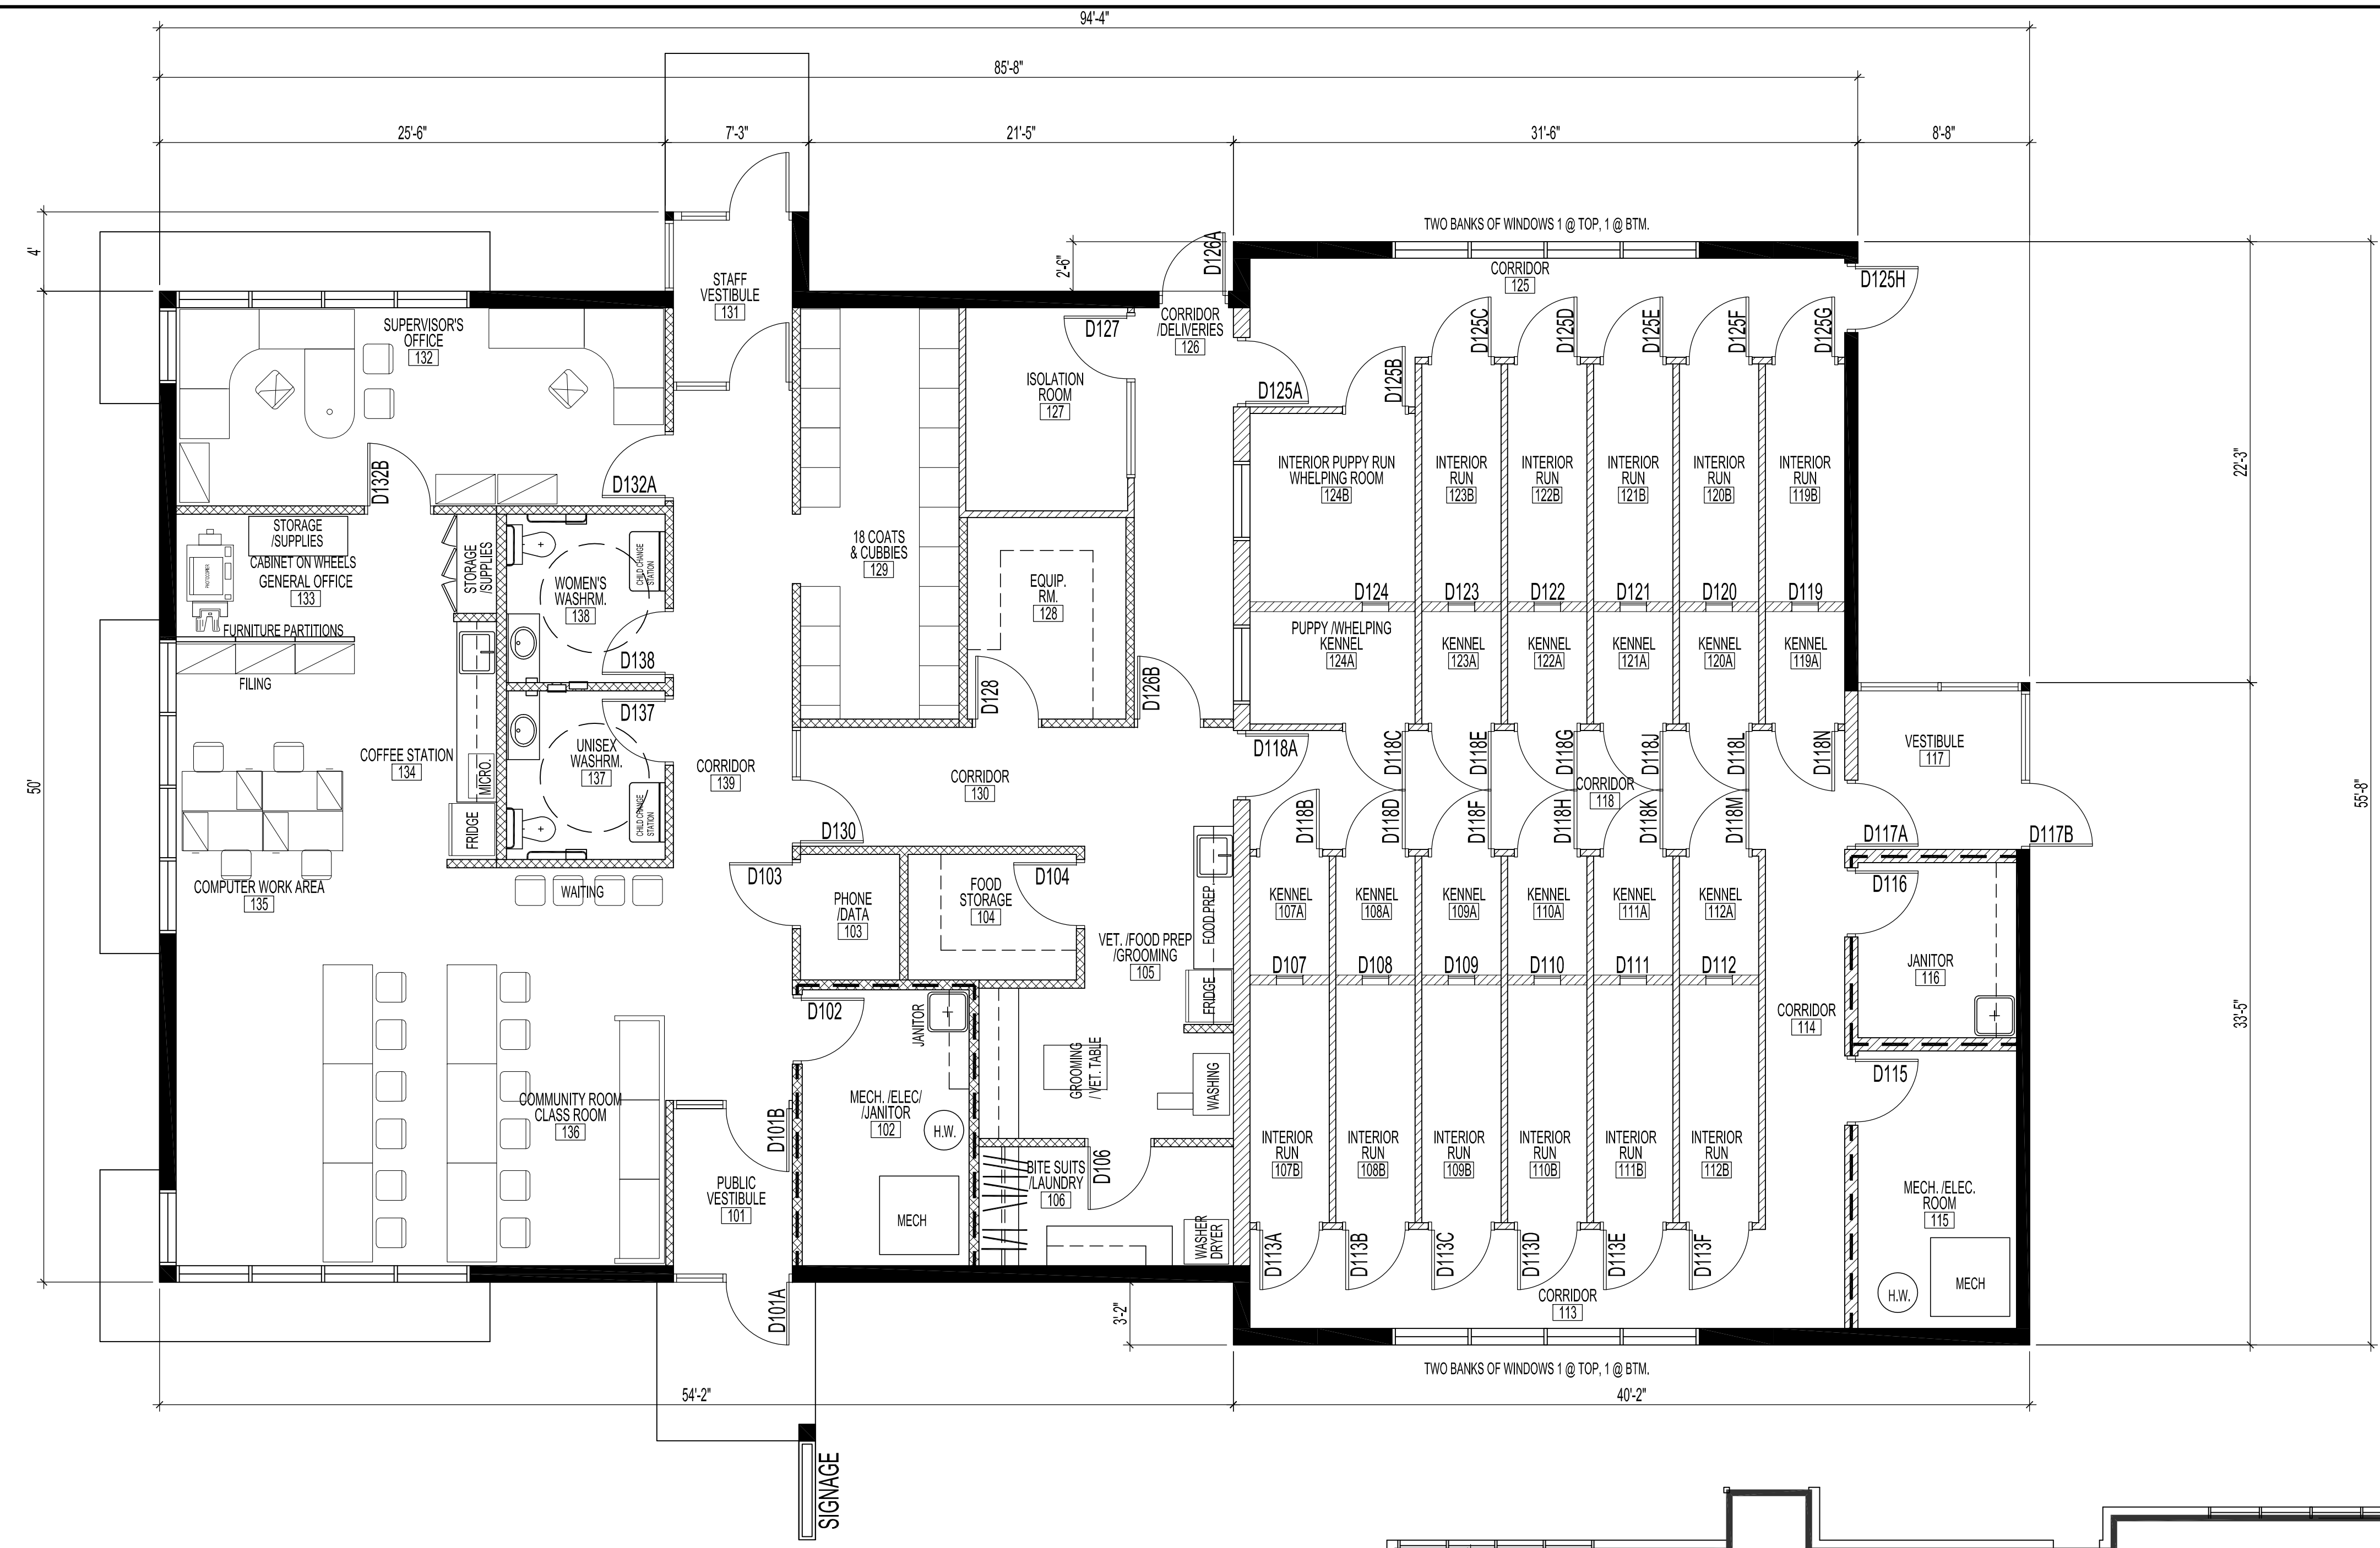 94'-4"
85'-8"
25'-6"
7'-3"
21'-5"
31'-6"
8'-8"
4'
50'
2'-6"
22'-3"
33'-5"
55'-8"
TWO BANKS OF WINDOWS 1 @ TOP, 1 @ BTM.
STAFF
VESTIBULE
131
SUPERVISOR'S
OFFICE
132
D132B
D132A
STORAGE
/SUPPLIES
CABINET ON WHEELS
GENERAL OFFICE
133
PHOTOCOPIER
FURNITURE PARTITIONS
FILING
STORAGE
/SUPPLIES
WOMEN'S
WASHRM.
138
CHILD CHANGE
STATION
D138
D137
UNISEX
WASHRM.
137
CHILD CHANGE
STATION
COFFEE STATION
134
MICRO.
FRIDGE
COMPUTER WORK AREA
135
WAITING
COMMUNITY ROOM
CLASS ROOM
136
CORRIDOR
139
18 COATS
& CUBBIES
129
ISOLATION
ROOM
127
D127
EQUIP.
RM.
128
D128
CORRIDOR
/DELIVERIES
126
D126A
D126B
CORRIDOR
130
D130
D103
PHONE
/DATA
103
FOOD
STORAGE
104
D104
VET. /FOOD PREP
/GROOMING
105
FOOD PREP.
FRIDGE
GROOMING
/ VET. TABLE
WASHING
D102
JANITOR
MECH. /ELEC/
/JANITOR
102
H.W.
MECH
D101B
PUBLIC
VESTIBULE
101
D101A
BITE SUITS
/LAUNDRY
106
D106
WASHER
DRYER
CORRIDOR
125
D125A
D125B
D125C
D125D
D125E
D125F
D125G
D125H
INTERIOR PUPPY RUN
WHELPING ROOM
124B
INTERIOR
RUN
123B
INTERIOR
RUN
122B
INTERIOR
RUN
121B
INTERIOR
RUN
120B
INTERIOR
RUN
119B
D124
D123
D122
D121
D120
D119
PUPPY /WHELPING
KENNEL
124A
KENNEL
123A
KENNEL
122A
KENNEL
121A
KENNEL
120A
KENNEL
119A
D118A
D118C
D118E
D118G
D118J
D118L
D118N
CORRIDOR
118
D118B
D118D
D118F
D118H
D118K
D118M
KENNEL
107A
KENNEL
108A
KENNEL
109A
KENNEL
110A
KENNEL
111A
KENNEL
112A
D107
D108
D109
D110
D111
D112
INTERIOR
RUN
107B
INTERIOR
RUN
108B
INTERIOR
RUN
109B
INTERIOR
RUN
110B
INTERIOR
RUN
111B
INTERIOR
RUN
112B
D113A
D113B
D113C
D113D
D113E
D113F
CORRIDOR
113
CORRIDOR
114
VESTIBULE
117
D117A
D117B
D116
JANITOR
116
D115
MECH. /ELEC.
ROOM
115
H.W.
MECH
3'-2"
TWO BANKS OF WINDOWS 1 @ TOP, 1 @ BTM.
54'-2"
40'-2"
SIGNAGE